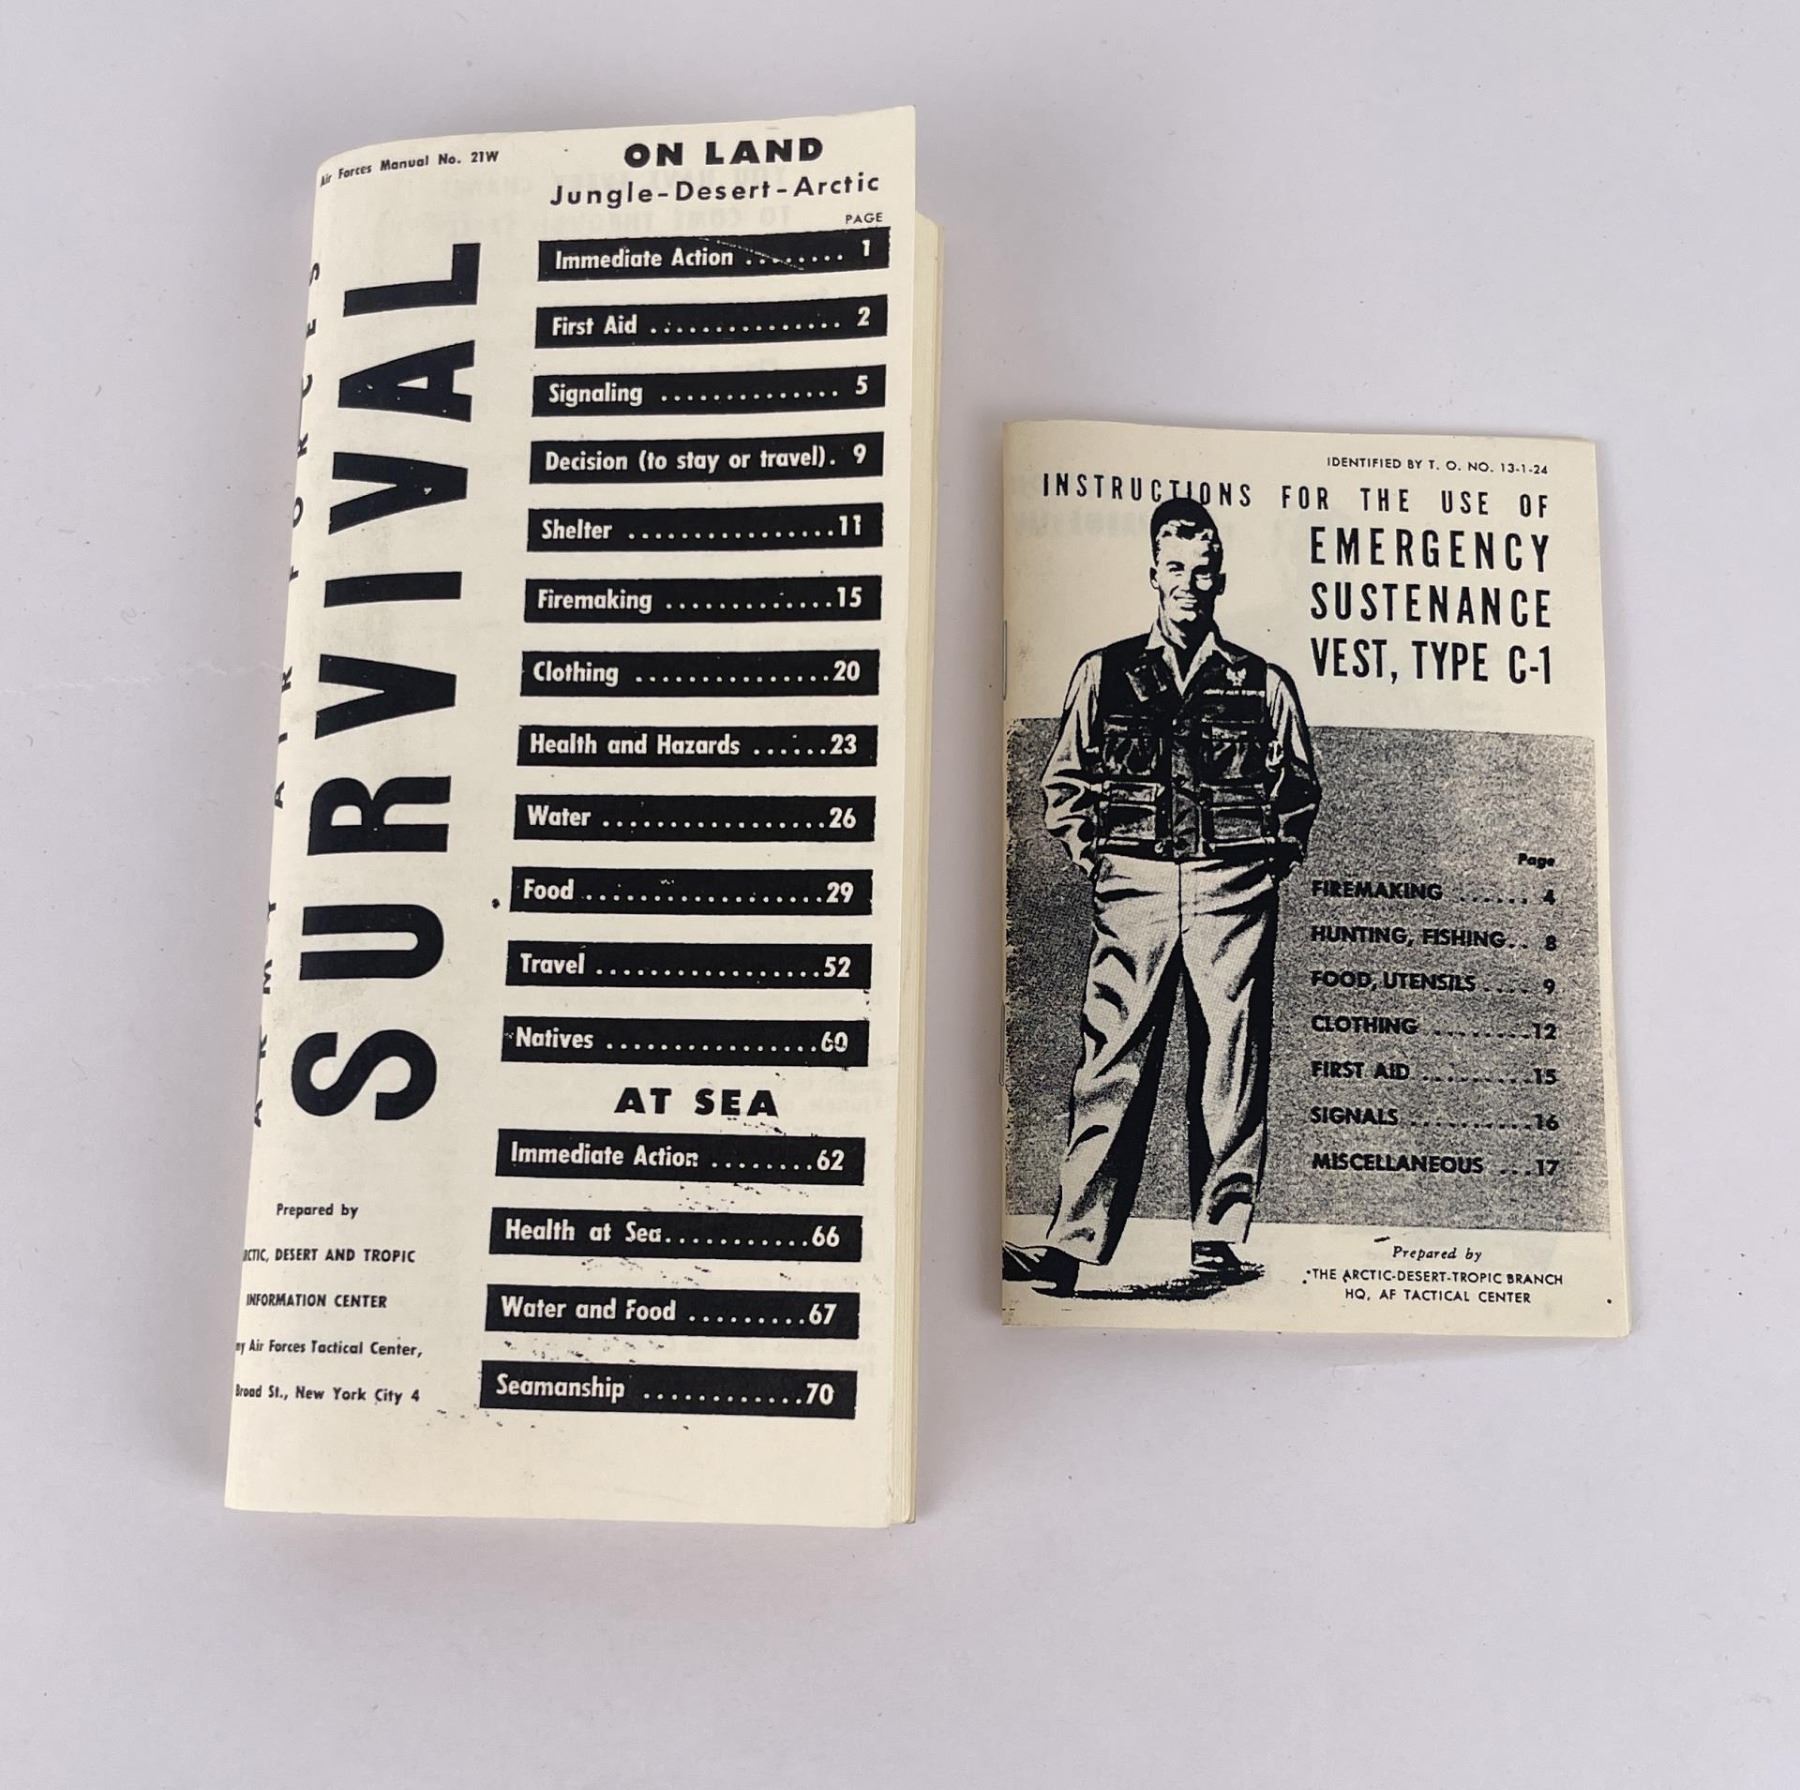 Air Forces Manual No. 21W
ARMY AIR FORCES
SURVIVAL
Prepared by
DESERT AND TROPIC
INFORMATION CENTER
Air Forces Tactical Center,
Broad St., New York City 4
ON LAND
Jungle-Desert-Arctic
PAGE
Immediate Action ........ 1
First Aid ............... 2
Signaling .............. 5
Decision (to stay or travel). 9
Shelter ................11
Firemaking .............15
Clothing ...............20
Health and Hazards ......23
Water .................26
Food ...................29
Travel ...................52
Natives ................60
AT SEA
Immediate Action ........62
Health at Sea............66
Water and Food .........67
Seamanship ............70
IDENTIFIED BY T. O. NO. 13-1-24
INSTRUCTIONS FOR THE USE OF
EMERGENCY
SUSTENANCE
VEST, TYPE C-1
ARMY AIR FORCES
Page
FIREMAKING ...... 4
HUNTING, FISHING.. 8
FOOD, UTENSILS .... 9
CLOTHING ........12
FIRST AID .........15
SIGNALS ..........16
MISCELLANEOUS ...17
Prepared by
THE ARCTIC-DESERT-TROPIC BRANCH
HQ, AF TACTICAL CENTER